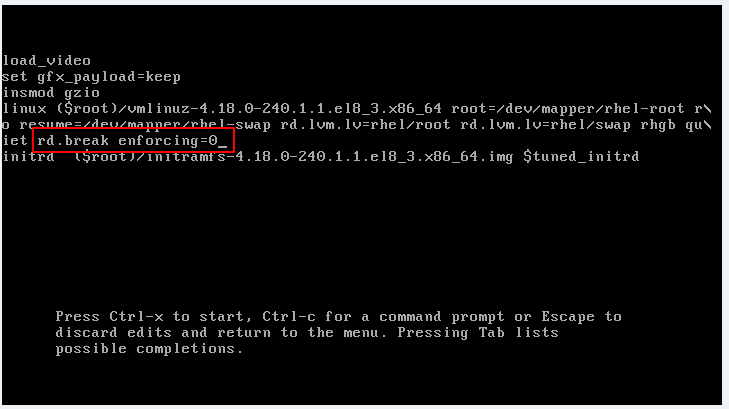 load_video
set gfx_payload=keep
insmod gzio
linux ($root)/vmlinuz-4.18.0-240.1.1.el8_3.x86_64 root=/dev/mapper/rhel-root r\
o resume=/dev/mapper/rhel-swap rd.lvm.lv=rhel/root rd.lvm.lv=rhel/swap rhgb qu\
iet rd.break enforcing=0_
initrd  ($root)/initramfs-4.18.0-240.1.1.el8_3.x86_64.img $tuned_initrd
Press Ctrl-x to start, Ctrl-c for a command prompt or Escape to
discard edits and return to the menu. Pressing Tab lists
possible completions.